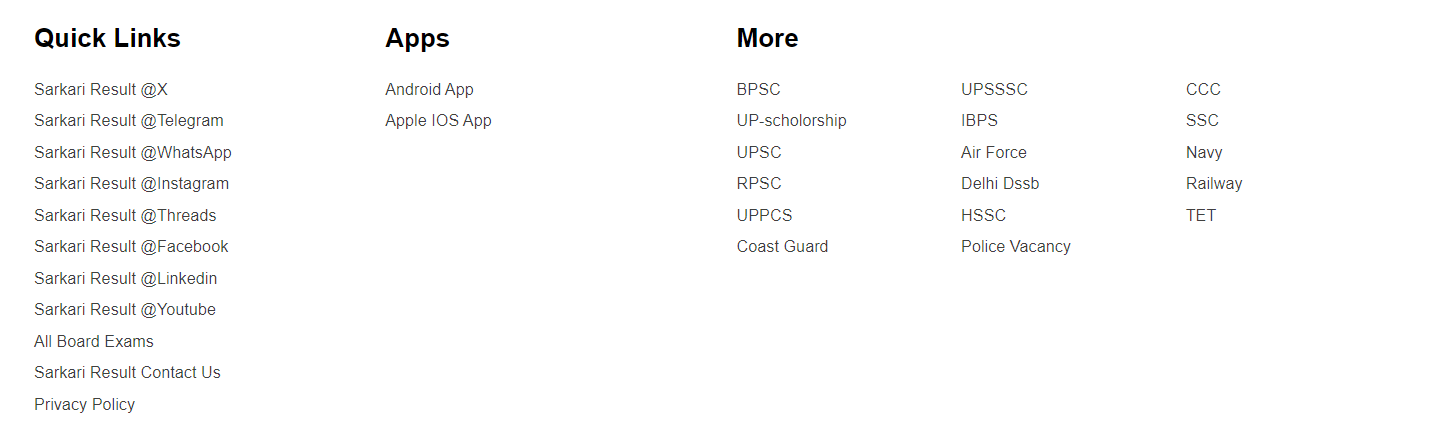 Quick Links
Sarkari Result @X
Sarkari Result @Telegram
Sarkari Result @WhatsApp
Sarkari Result @Instagram
Sarkari Result @Threads
Sarkari Result @Facebook
Sarkari Result @Linkedin
Sarkari Result @Youtube
All Board Exams
Sarkari Result Contact Us
Privacy Policy
Apps
Android App
Apple IOS App
More
BPSC
UP-scholorship
UPSC
RPSC
UPPCS
Coast Guard
UPSSSC
IBPS
Air Force
Delhi Dssb
HSSC
Police Vacancy
CCC
SSC
Navy
Railway
TET